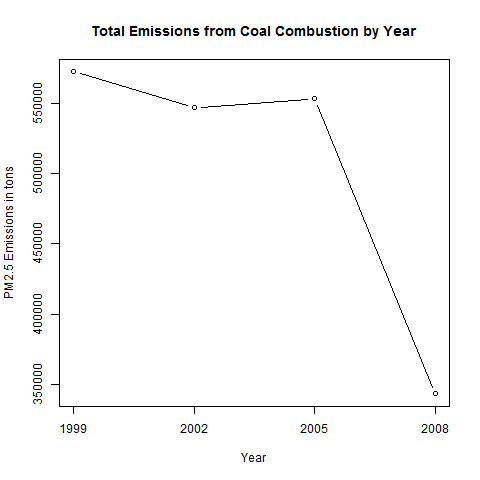 Total Emissions from Coal Combustion by Year
PM2.5 Emissions in tons
550000
500000
450000
400000
350000
1999 2002 2005 2008
Year